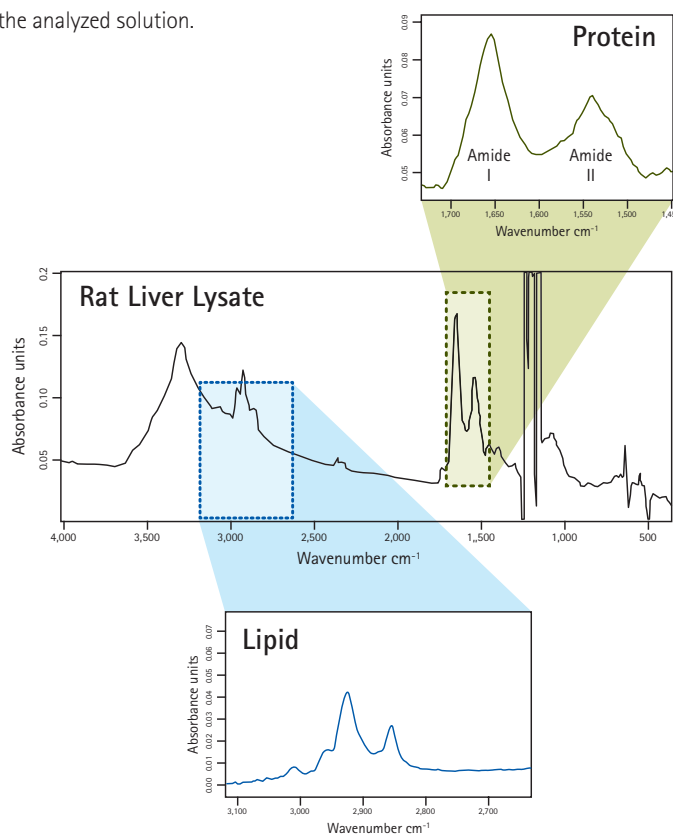 the analyzed solution.
Protein
Absorbance units
0.09
0.08
0.07
0.06
0.05
Amide
I
Amide
II
1,700
1,650
1,600
1,550
1,500
Wavenumber cm-1
Rat Liver Lysate
Absorbance units
0.2
0.15
0.10
0.05
4,000
3,500
3,000
2,500
2,000
1,,500
1,000
500
Wavenumber cm-1
Lipid
Absorbance units
0.07
0.06
0.05
0.04
0.03
0.02
0.01
0.00
3,100
3,000
2,900
2,800
2,700
Wavenumber cm-1